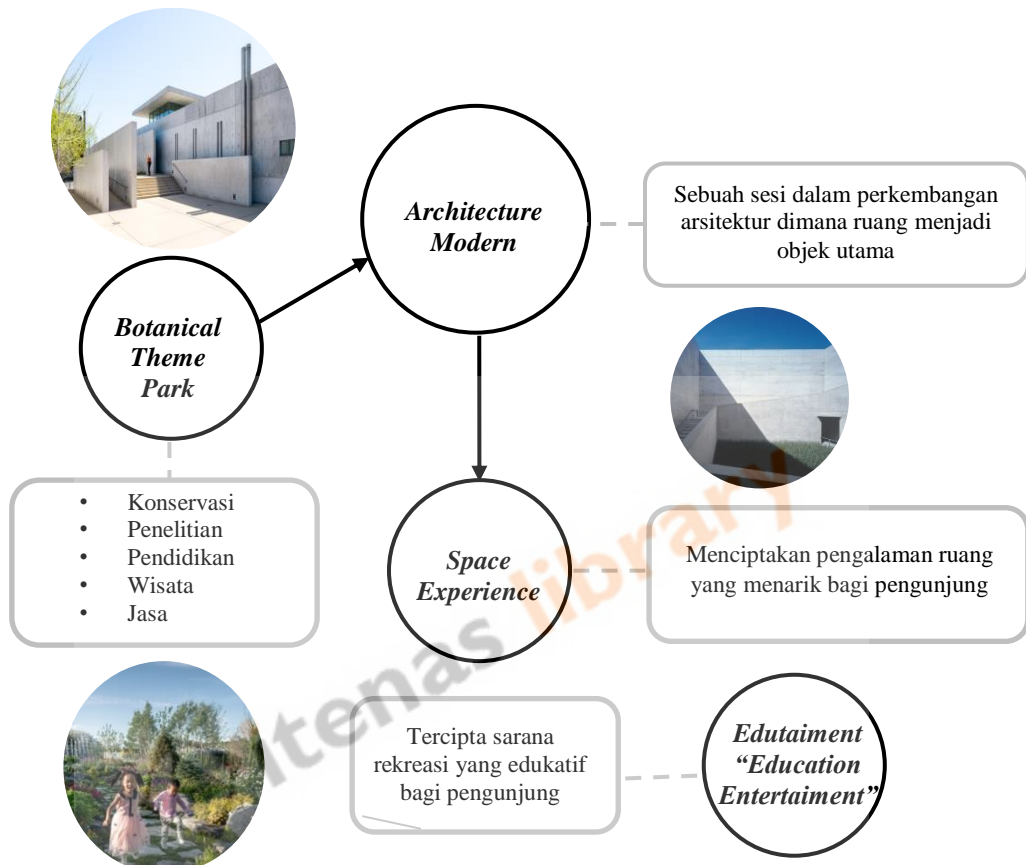 Architecture
Modern
Sebuah sesi dalam perkembangan
arsitektur dimana ruang menjadi
objek utama
Botanical
Theme
Park
• Konservasi
• Penelitian
• Pendidikan
• Wisata
• Jasa
Space
Experience
Menciptakan pengalaman ruang
yang menarik bagi pengunjung
Tercipta sarana
rekreasi yang edukatif
bagi pengunjung
Edutaiment
“Education
Entertaiment”
itenas library